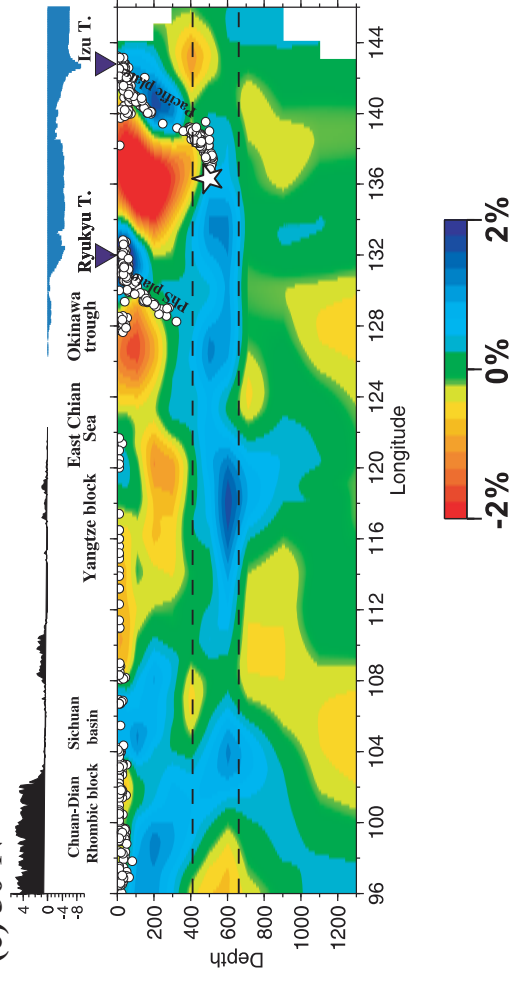 4
0
-4
-8
Chuan-Dian
Rhombic block
Sichuan
basin
Yangtze block
East Chian
Sea
Okinawa
trough
Ryukyu T.
Izu T.
0
200
400
600
800
1000
1200
Depth
PhS plate
Pacific plate
96
100
104
108
112
116
120
124
128
132
136
140
144
Longitude
-2%
0%
2%